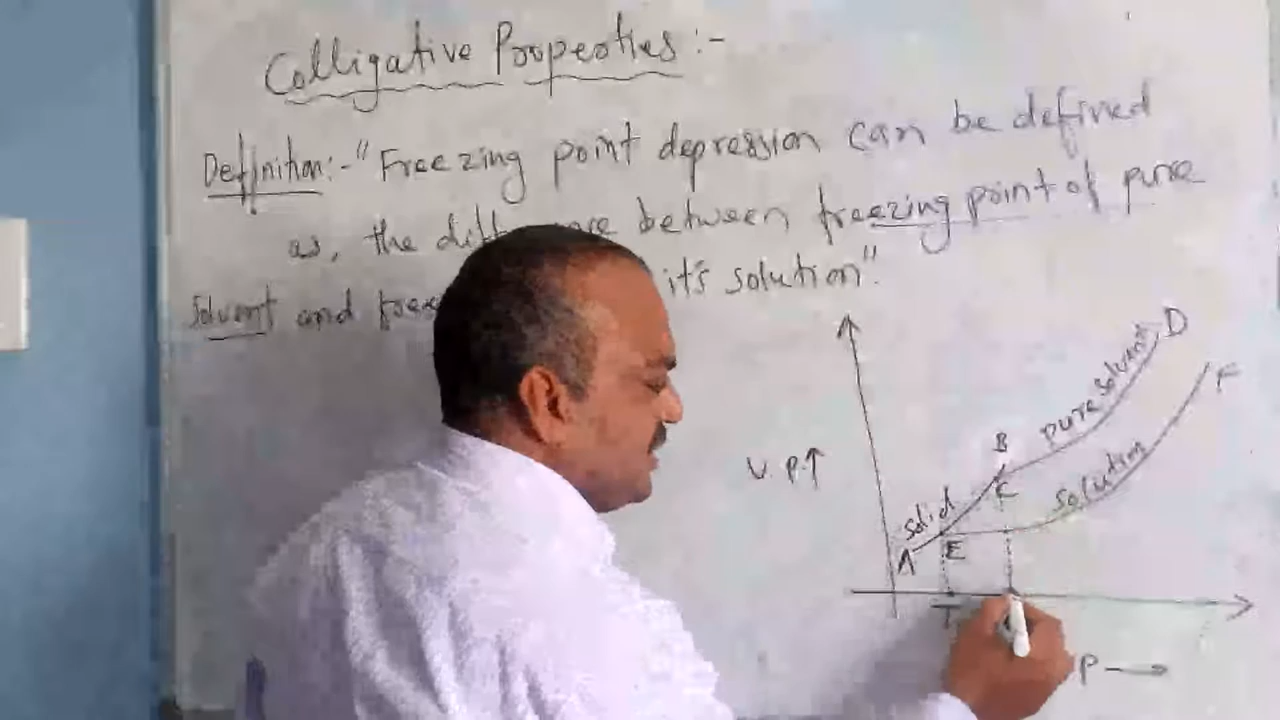 Colligative Properties :-
Definition:- "Freezing point depression can be defined
as, the between freezing point of pure
solvent and it's solution"
D
F
pure solvent
B
V. P.↑
C
solution
solid
A
E
T
P →